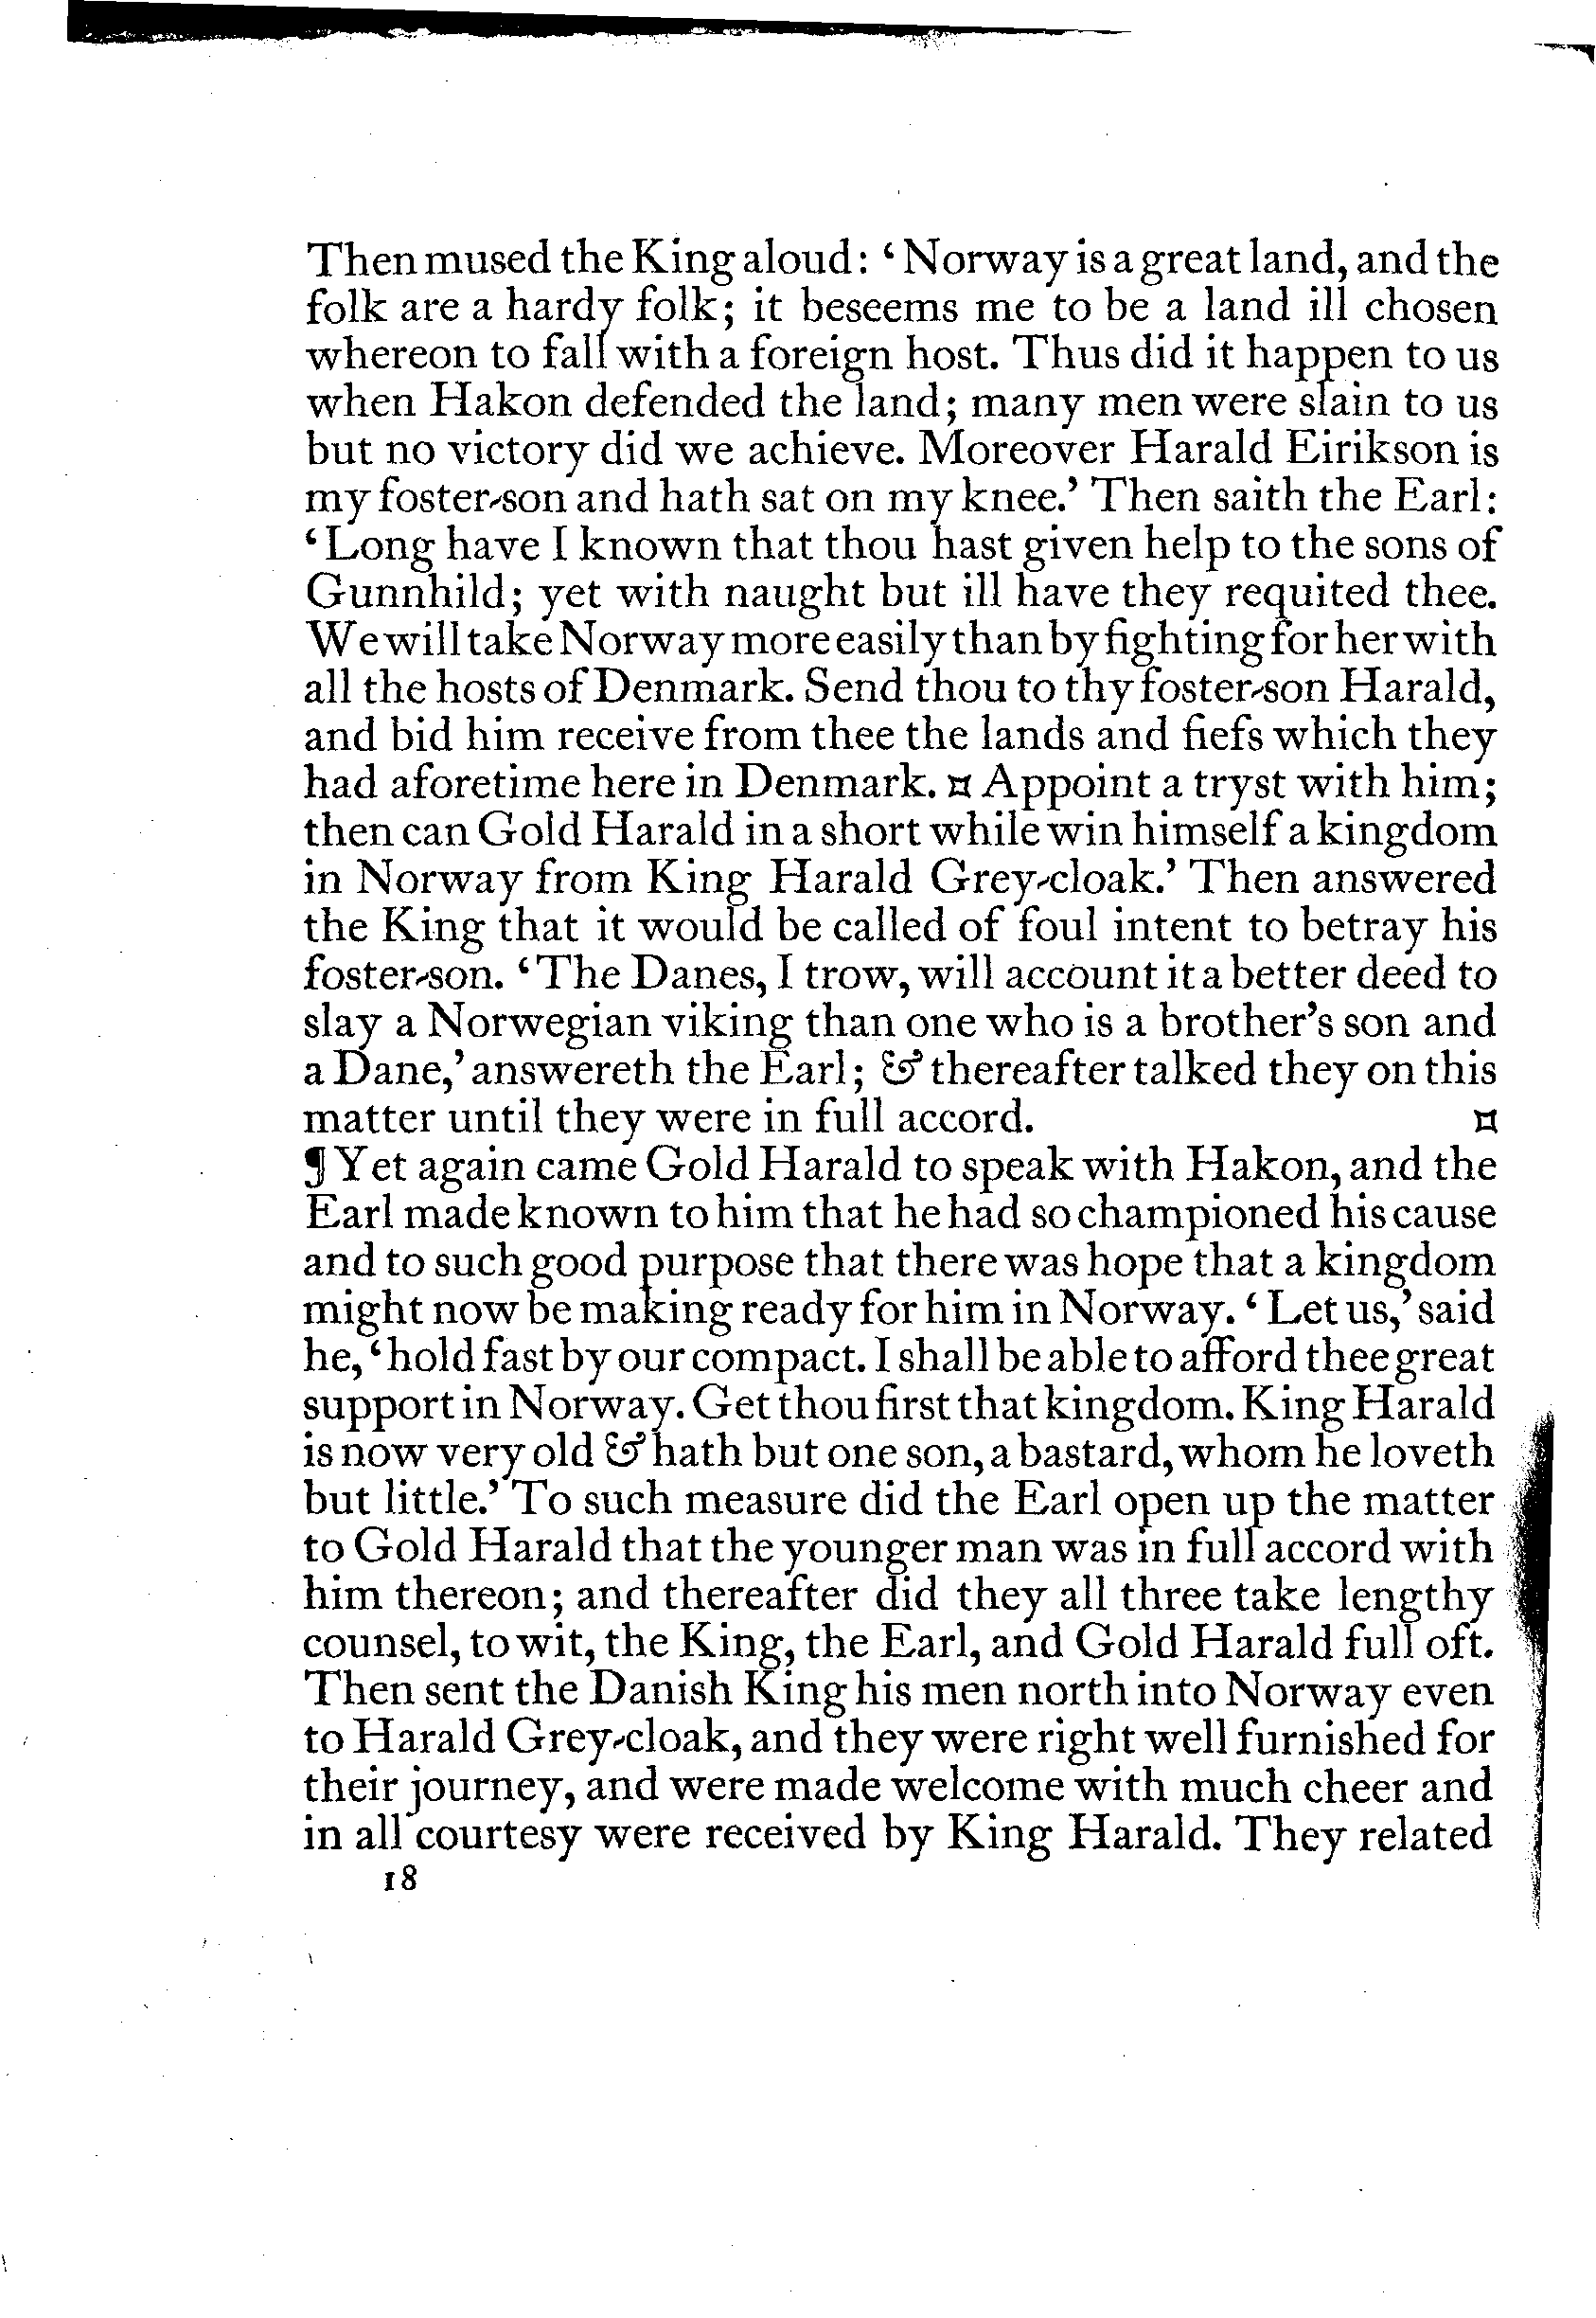 Then mused the King aloud: ‘Norway is a great land, and the
folk are a hardy folk; it beseems me to be a land ill chosen
whereon to fall with a foreign host. Thus did it happen to us
when Hakon defended the land; many men were slain to us
but no victory did we achieve. Moreover Harald Eirikson is
my foster-son and hath sat on my knee.’ Then saith the Earl:
‘Long have I known that thou hast given help to the sons of
Gunnhild; yet with naught but ill have they requited thee.
We will take Norway more easily than by fighting for her with
all the hosts of Denmark. Send thou to thy foster-son Harald,
and bid him receive from thee the lands and fiefs which they
had aforetime here in Denmark. ¤ Appoint a tryst with him;
then can Gold Harald in a short while win himself a kingdom
in Norway from King Harald Grey-cloak.’ Then answered
the King that it would be called of foul intent to betray his
foster-son. ‘The Danes, I trow, will account it a better deed to
slay a Norwegian viking than one who is a brother’s son and
a Dane,’ answereth the Earl; & thereafter talked they on this
matter until they were in full accord. ¤
¶ Yet again came Gold Harald to speak with Hakon, and the
Earl made known to him that he had so championed his cause
and to such good purpose that there was hope that a kingdom
might now be making ready for him in Norway. ‘Let us,’ said
he, ‘hold fast by our compact. I shall be able to afford thee great
support in Norway. Get thou first that kingdom. King Harald
is now very old & hath but one son, a bastard, whom he loveth
but little.’ To such measure did the Earl open up the matter
to Gold Harald that the younger man was in full accord with
him thereon; and thereafter did they all three take lengthy
counsel, to wit, the King, the Earl, and Gold Harald full oft.
Then sent the Danish King his men north into Norway even
to Harald Grey-cloak, and they were right well furnished for
their journey, and were made welcome with much cheer and
in all courtesy were received by King Harald. They related
18